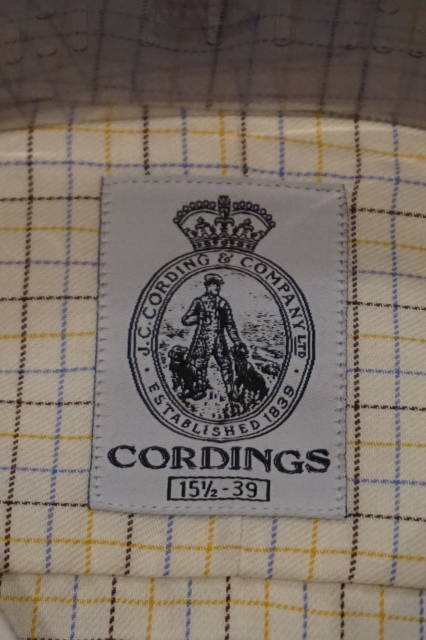 · J.C. CORDING & COMPANY LTD ·
ESTABLISHED 1839
CORDINGS
15½-39